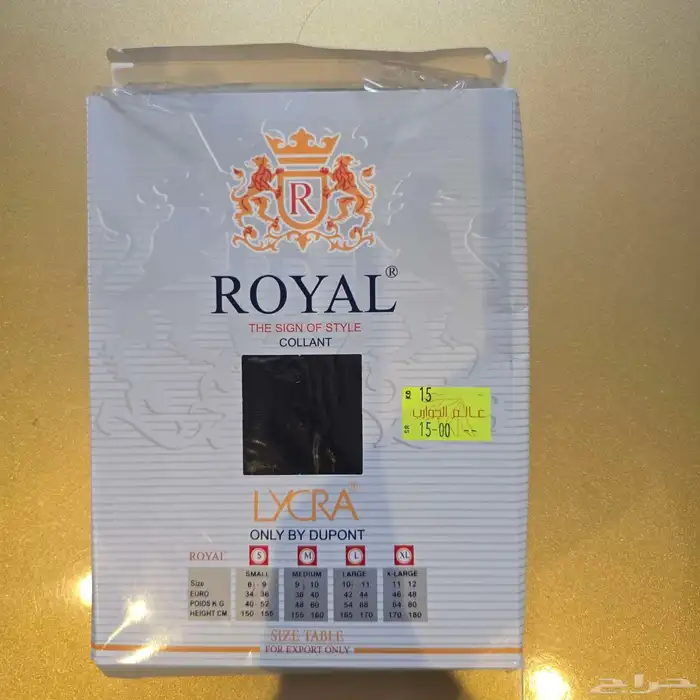 R
ROYAL®
THE SIGN OF STYLE
COLLANT
KB 15 -
عالم الجوارب
SR 15-00 --
LYCRA®
ONLY BY DUPONT
ROYAL S M L XL
SMALL MEDIUM LARGE X-LARGE
Size 8 9 9 10 10 11 11 12
EURO 34 36 38 40 42 44 46 48
POIDS K.G 40 52 48 60 54 68 64 80
HEIGHT CM 150 155 155 160 165 170 170 180
SIZE TABLE
FOR EXPORT ONLY
حراج